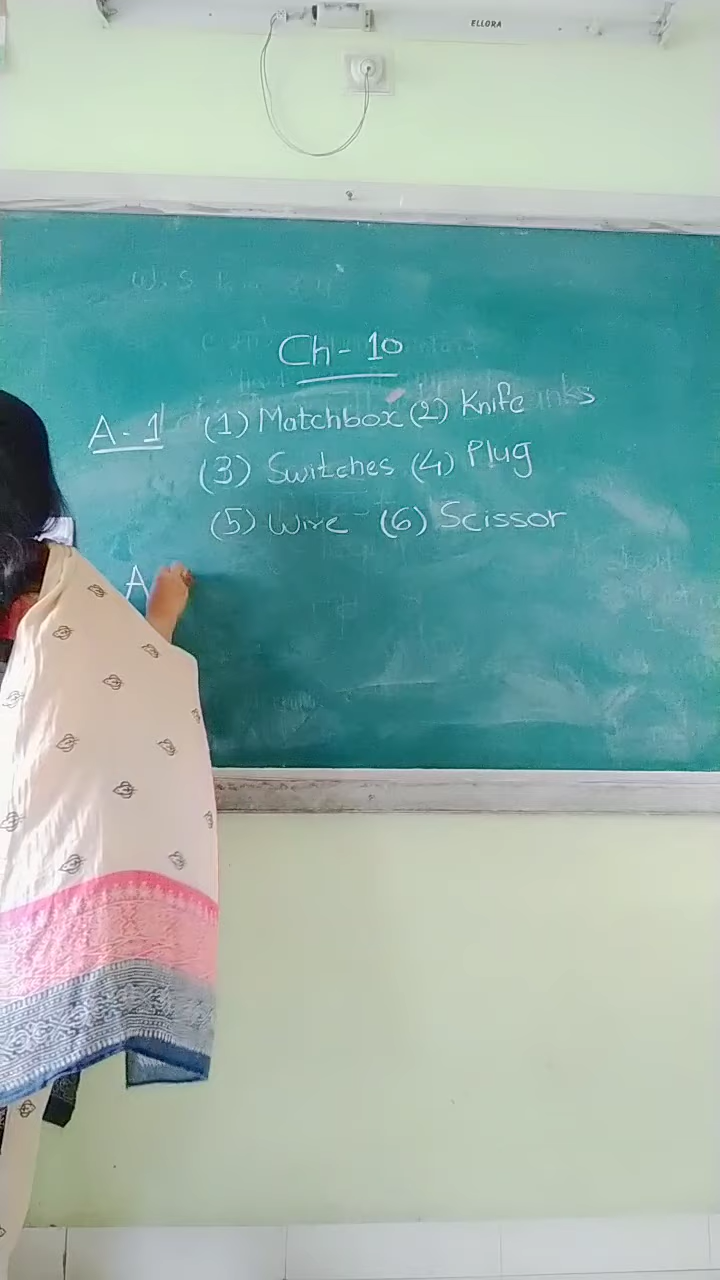 ELLORA
Ch - 10
A - 1 (1) Matchbox (2) Knife
(3) Switches (4) Plug
(5) Wire (6) Scissor
A